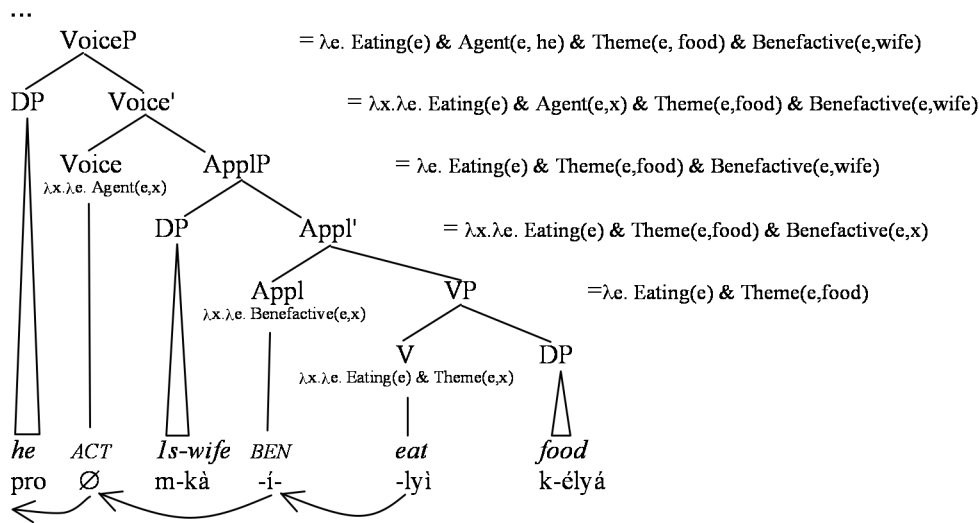 ...
VoiceP = λe. Eating(e) & Agent(e, he) & Theme(e, food) & Benefactive(e,wife)
DP Voice' = λx.λe. Eating(e) & Agent(e,x) & Theme(e,food) & Benefactive(e,wife)
Voice ApplP = λe. Eating(e) & Theme(e,food) & Benefactive(e,wife)
λx.λe. Agent(e,x)
DP Appl' = λx.λe. Eating(e) & Theme(e,food) & Benefactive(e,x)
Appl VP =λe. Eating(e) & Theme(e,food)
λx.λe. Benefactive(e,x)
V DP
λx.λe. Eating(e) & Theme(e,x)
he ACT 1s-wife BEN eat food
pro Ø m-kà -í- -lyì k-élyá